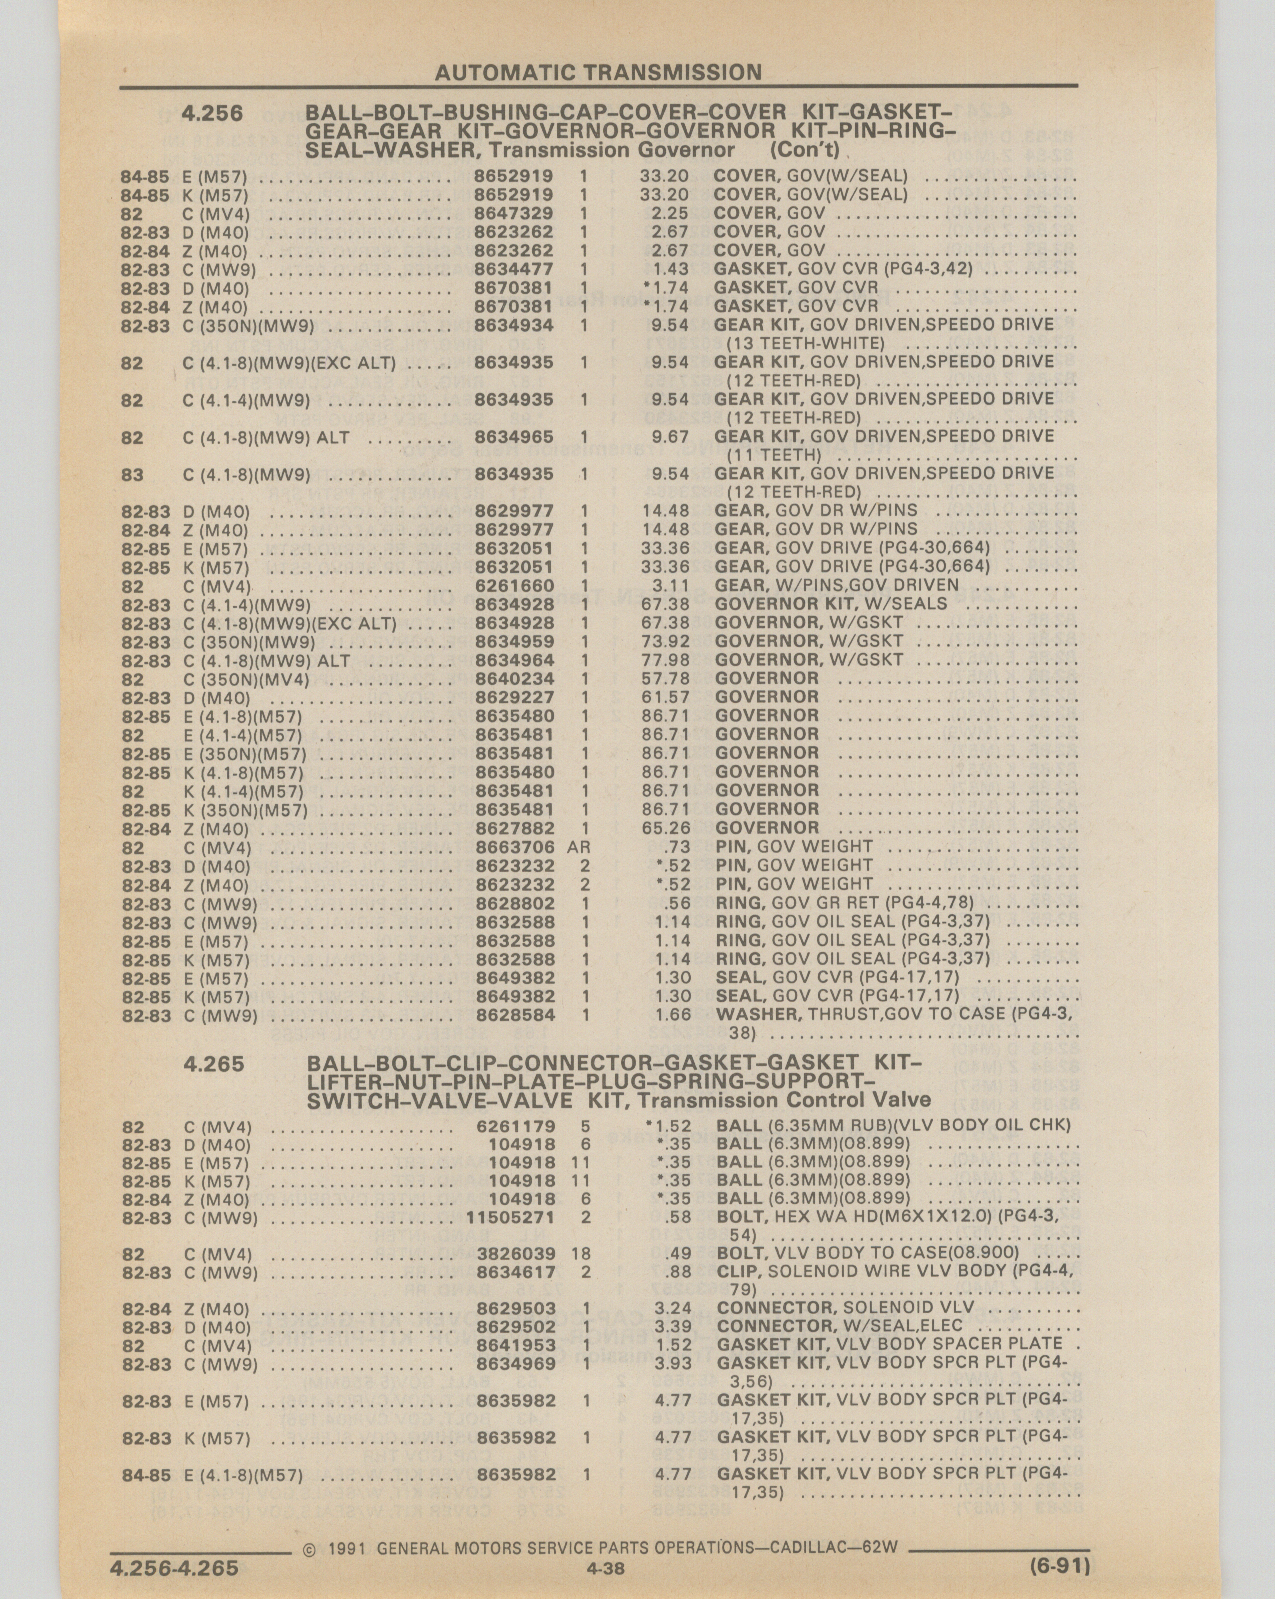 AUTOMATIC TRANSMISSION
4.256 BALL–BOLT–BUSHING–CAP–COVER–COVER KIT–GASKET–
GEAR–GEAR KIT–GOVERNOR–GOVERNOR KIT–PIN–RING–
SEAL–WASHER, Transmission Governor (Con't)
84-85 E (M57) .................... 8652919 1 33.20 COVER, GOV(W/SEAL) ................
84-85 K (M57) ................... 8652919 1 33.20 COVER, GOV(W/SEAL) ................
82 C (MV4) ................... 8647329 1 2.25 COVER, GOV .........................
82-83 D (M40) ................... 8623262 1 2.67 COVER, GOV .........................
82-84 Z (M40) .................... 8623262 1 2.67 COVER, GOV .........................
82-83 C (MW9) ................... 8634477 1 1.43 GASKET, GOV CVR (PG4-3,42) ..........
82-83 D (M40) ................... 8670381 1 *1.74 GASKET, GOV CVR ...................
82-84 Z (M40) .................... 8670381 1 *1.74 GASKET, GOV CVR ...................
82-83 C (350N)(MW9) ............. 8634934 1 9.54 GEAR KIT, GOV DRIVEN,SPEEDO DRIVE
(13 TEETH-WHITE) ..................
82 C (4.1-8)(MW9)(EXC ALT) ..... 8634935 1 9.54 GEAR KIT, GOV DRIVEN,SPEEDO DRIVE
(12 TEETH-RED) .....................
82 C (4.1-4)(MW9) ............. 8634935 1 9.54 GEAR KIT, GOV DRIVEN,SPEEDO DRIVE
(12 TEETH-RED) .....................
82 C (4.1-8)(MW9) ALT ......... 8634965 1 9.67 GEAR KIT, GOV DRIVEN,SPEEDO DRIVE
(11 TEETH) .........................
83 C (4.1-8)(MW9) ............. 8634935 1 9.54 GEAR KIT, GOV DRIVEN,SPEEDO DRIVE
(12 TEETH-RED) .....................
82-83 D (M40) ................... 8629977 1 14.48 GEAR, GOV DR W/PINS ...............
82-84 Z (M40) .................... 8629977 1 14.48 GEAR, GOV DR W/PINS ...............
82-85 E (M57) .................... 8632051 1 33.36 GEAR, GOV DRIVE (PG4-30,664) ........
82-85 K (M57) ................... 8632051 1 33.36 GEAR, GOV DRIVE (PG4-30,664) ........
82 C (MV4) ................... 6261660 1 3.11 GEAR, W/PINS,GOV DRIVEN ...........
82-83 C (4.1-4)(MW9) ............. 8634928 1 67.38 GOVERNOR KIT, W/SEALS ............
82-83 C (4.1-8)(MW9)(EXC ALT) ..... 8634928 1 67.38 GOVERNOR, W/GSKT .................
82-83 C (350N)(MW9) ............. 8634959 1 73.92 GOVERNOR, W/GSKT .................
82-83 C (4.1-8)(MW9) ALT ......... 8634964 1 77.98 GOVERNOR, W/GSKT .................
82 C (350N)(MV4) ............. 8640234 1 57.78 GOVERNOR .........................
82-83 D (M40) ................... 8629227 1 61.57 GOVERNOR .........................
82-85 E (4.1-8)(M57) .............. 8635480 1 86.71 GOVERNOR .........................
82 E (4.1-4)(M57) .............. 8635481 1 86.71 GOVERNOR .........................
82-85 E (350N)(M57) .............. 8635481 1 86.71 GOVERNOR .........................
82-85 K (4.1-8)(M57) .............. 8635480 1 86.71 GOVERNOR .........................
82 K (4.1-4)(M57) .............. 8635481 1 86.71 GOVERNOR .........................
82-85 K (350N)(M57) .............. 8635481 1 86.71 GOVERNOR .........................
82-84 Z (M40) .................... 8627882 1 65.26 GOVERNOR .........................
82 C (MV4) ................... 8663706 AR .73 PIN, GOV WEIGHT ....................
82-83 D (M40) ................... 8623232 2 *.52 PIN, GOV WEIGHT ....................
82-84 Z (M40) .................... 8623232 2 *.52 PIN, GOV WEIGHT ....................
82-83 C (MW9) ................... 8628802 1 .56 RING, GOV GR RET (PG4-4,78) ..........
82-83 C (MW9) ................... 8632588 1 1.14 RING, GOV OIL SEAL (PG4-3,37) ........
82-85 E (M57) .................... 8632588 1 1.14 RING, GOV OIL SEAL (PG4-3,37) ........
82-85 K (M57) ................... 8632588 1 1.14 RING, GOV OIL SEAL (PG4-3,37) ........
82-85 E (M57) .................... 8649382 1 1.30 SEAL, GOV CVR (PG4-17,17) ...........
82-85 K (M57) ................... 8649382 1 1.30 SEAL, GOV CVR (PG4-17,17) ...........
82-83 C (MW9) ................... 8628584 1 1.66 WASHER, THRUST,GOV TO CASE (PG4-3,
38) ................................
4.265 BALL–BOLT–CLIP–CONNECTOR–GASKET–GASKET KIT–
LIFTER–NUT–PIN–PLATE–PLUG–SPRING–SUPPORT–
SWITCH–VALVE–VALVE KIT, Transmission Control Valve
82 C (MV4) ................... 6261179 5 *1.52 BALL (6.35MM RUB)(VLV BODY OIL CHK)
82-83 D (M40) ................... 104918 6 *.35 BALL (6.3MM)(08.899) ................
82-85 E (M57) .................... 104918 11 *.35 BALL (6.3MM)(08.899) ................
82-85 K (M57) ................... 104918 11 *.35 BALL (6.3MM)(08.899) ................
82-84 Z (M40) .................... 104918 6 *.35 BALL (6.3MM)(08.899) ................
82-83 C (MW9) ................... 11505271 2 .58 BOLT, HEX WA HD(M6X1X12.0) (PG4-3,
54) ................................
82 C (MV4) ................... 3826039 18 .49 BOLT, VLV BODY TO CASE(08.900) .....
82-83 C (MW9) ................... 8634617 2 .88 CLIP, SOLENOID WIRE VLV BODY (PG4-4,
79) ................................
82-84 Z (M40) .................... 8629503 1 3.24 CONNECTOR, SOLENOID VLV ..........
82-83 D (M40) ................... 8629502 1 3.39 CONNECTOR, W/SEAL,ELEC ...........
82 C (MV4) ................... 8641953 1 1.52 GASKET KIT, VLV BODY SPACER PLATE .
82-83 C (MW9) ................... 8634969 1 3.93 GASKET KIT, VLV BODY SPCR PLT (PG4-
3,56) ..............................
82-83 E (M57) .................... 8635982 1 4.77 GASKET KIT, VLV BODY SPCR PLT (PG4-
17,35) .............................
82-83 K (M57) ................... 8635982 1 4.77 GASKET KIT, VLV BODY SPCR PLT (PG4-
17,35) .............................
84-85 E (4.1-8)(M57) .............. 8635982 1 4.77 GASKET KIT, VLV BODY SPCR PLT (PG4-
17,35) .............................
© 1991 GENERAL MOTORS SERVICE PARTS OPERATIONS—CADILLAC—62W
4.256-4.265 4-38 (6-91)